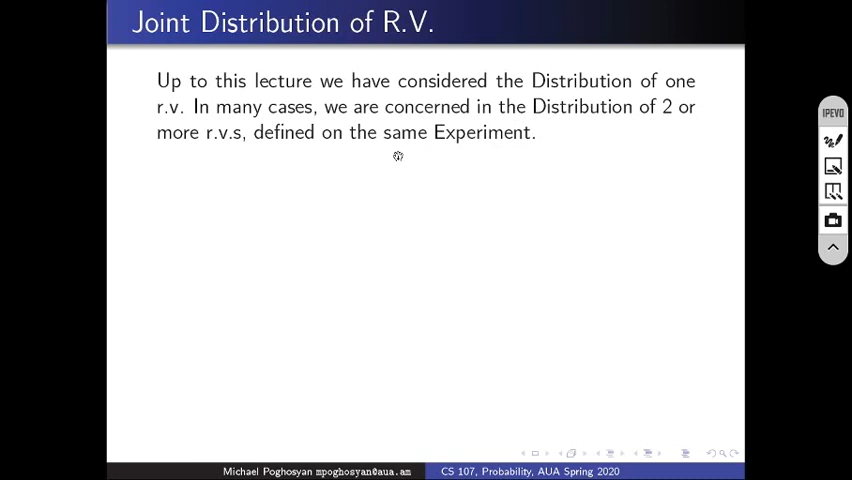 Joint Distribution of R.V.
Up to this lecture we have considered the Distribution of one
r.v. In many cases, we are concerned in the Distribution of 2 or
more r.v.s, defined on the same Experiment.
IPEVO
Michael Poghosyan mpoghosyan@aua.am CS 107, Probability, AUA Spring 2020